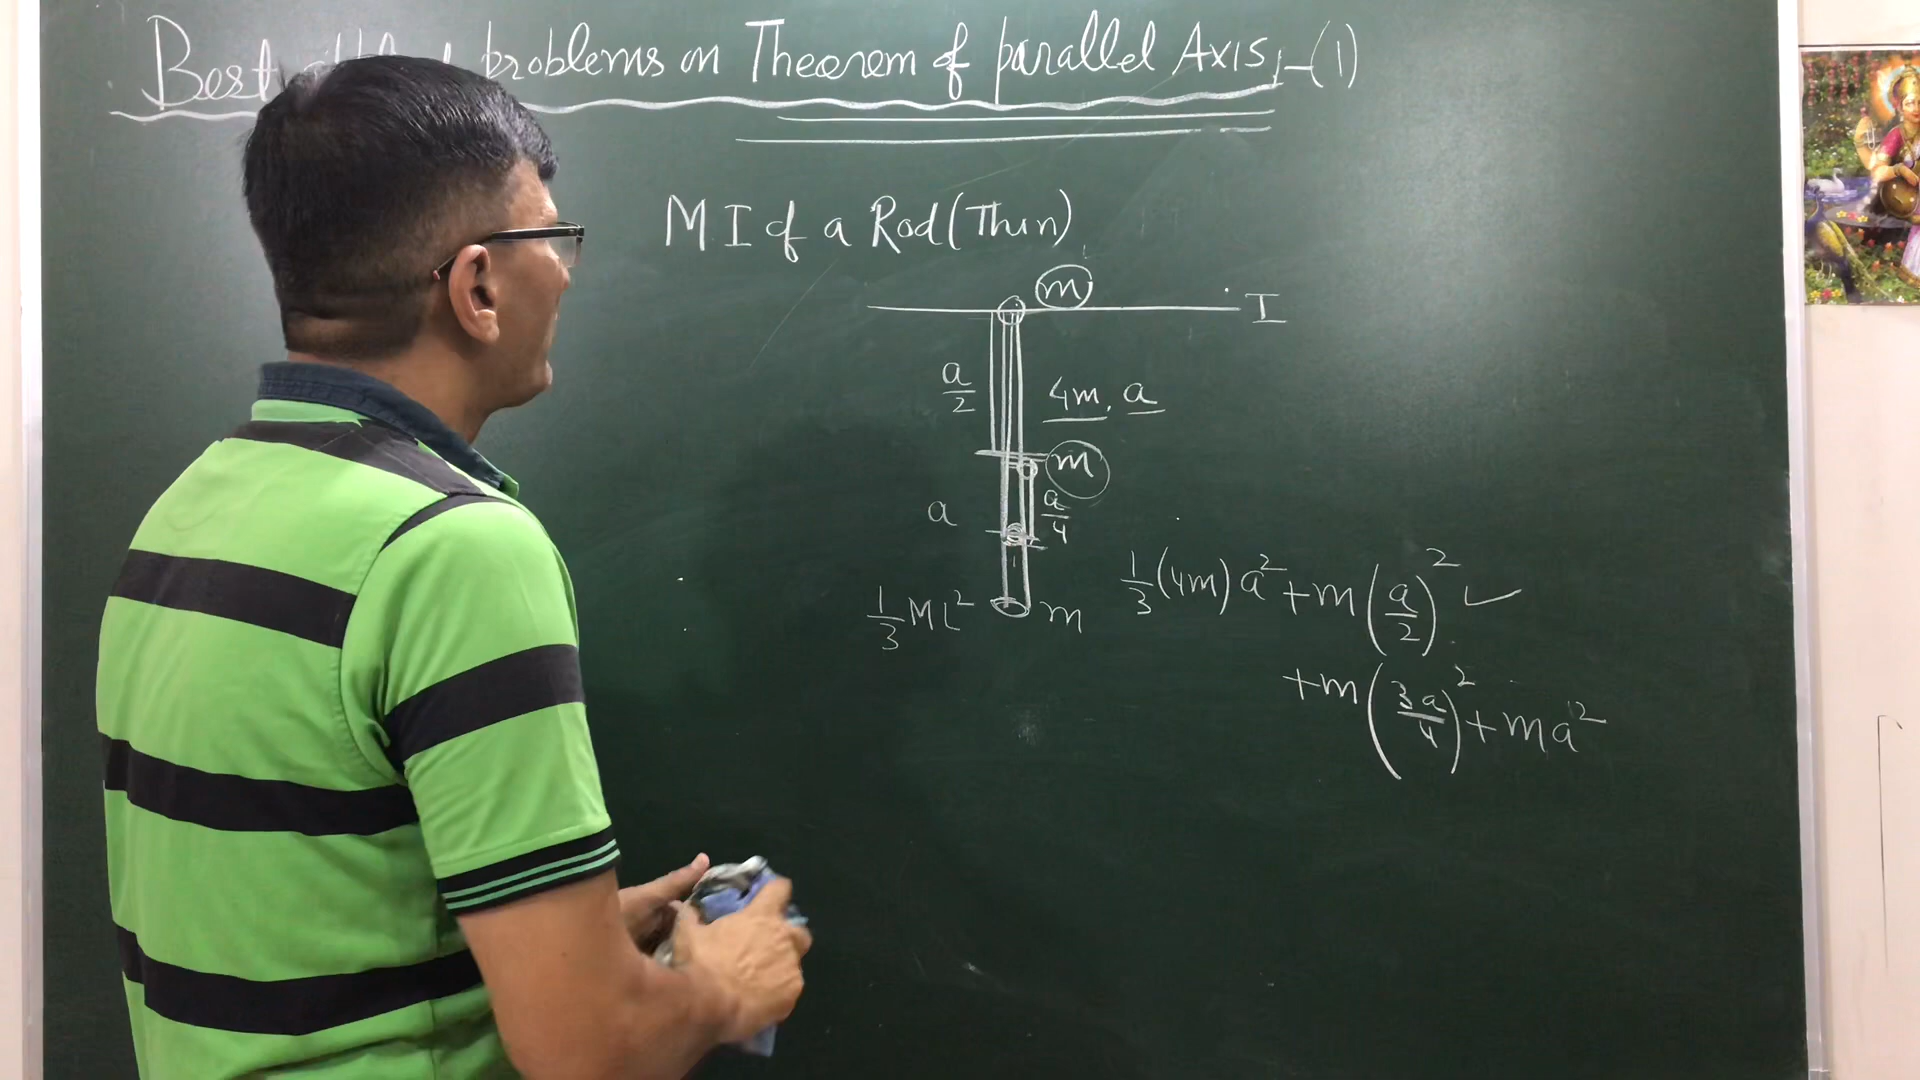 Best problems on Theorem of parallel Axis,-(1)
M.I of a Rod (Thin)
m
I
a/2
4m, a
m
a
a/4
1/3 ML² m
1/3 (4m) a² + m (a/2)² ✓
+ m (3a/4)² + ma²